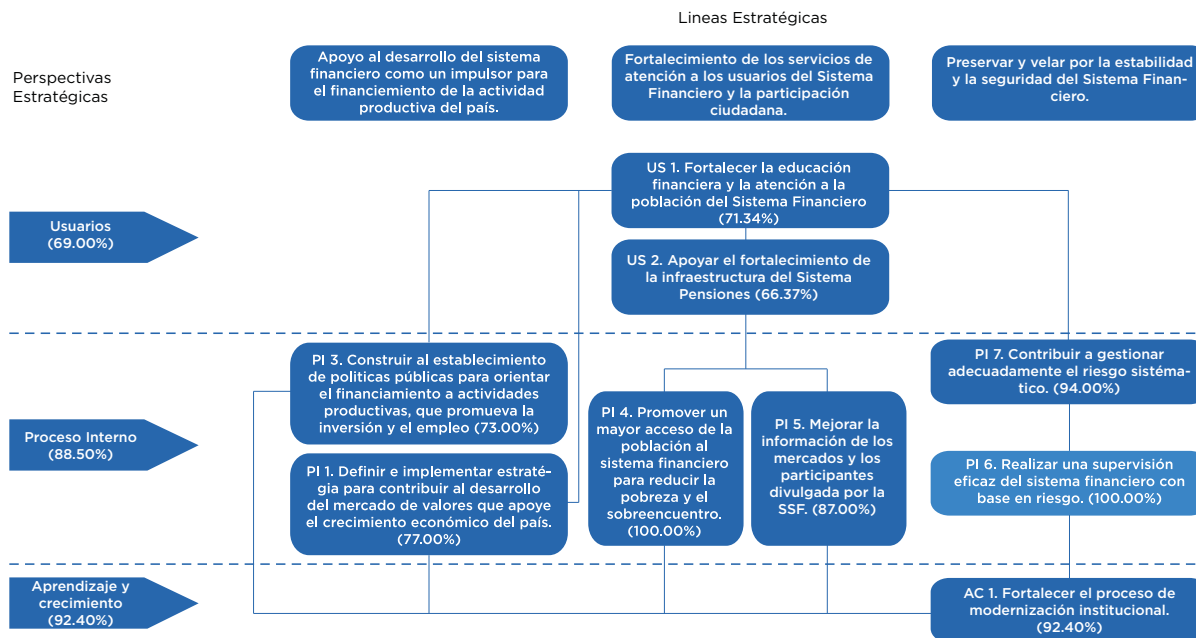 Lineas Estratégicas
Perspectivas
Estratégicas
Apoyo al desarrollo del sistema
financiero como un impulsor para
el financiemiento de la actividad
productiva del país.
Fortalecimiento de los servicios de
atención a los usuarios del Sistema
Financiero y la participación
ciudadana.
Preservar y velar por la estabilidad
y la seguridad del Sistema Finan-
ciero.
Usuarios
(69.00%)
US 1. Fortalecer la educación
financiera y la atención a la
población del Sistema Financiero
(71.34%)
US 2. Apoyar el fortalecimiento de
la infraestructura del Sistema
Pensiones (66.37%)
Proceso Interno
(88.50%)
PI 3. Construir al establecimiento
de politicas públicas para orientar
el financiamiento a actividades
productivas, que promueva la
inversión y el empleo (73.00%)
PI 1. Definir e implementar estraté-
gia para contribuir al desarrollo
del mercado de valores que apoye
el crecimiento económico del país.
(77.00%)
PI 4. Promover un
mayor acceso de la
población al
sistema financiero
para reducir la
pobreza y el
sobreencuentro.
(100.00%)
PI 5. Mejorar la
información de los
mercados y los
participantes
divulgada por la
SSF. (87.00%)
PI 7. Contribuir a gestionar
adecuadamente el riesgo sistéma-
tico. (94.00%)
PI 6. Realizar una supervisión
eficaz del sistema financiero con
base en riesgo. (100.00%)
Aprendizaje y
crecimiento
(92.40%)
AC 1. Fortalecer el proceso de
modernización institucional.
(92.40%)